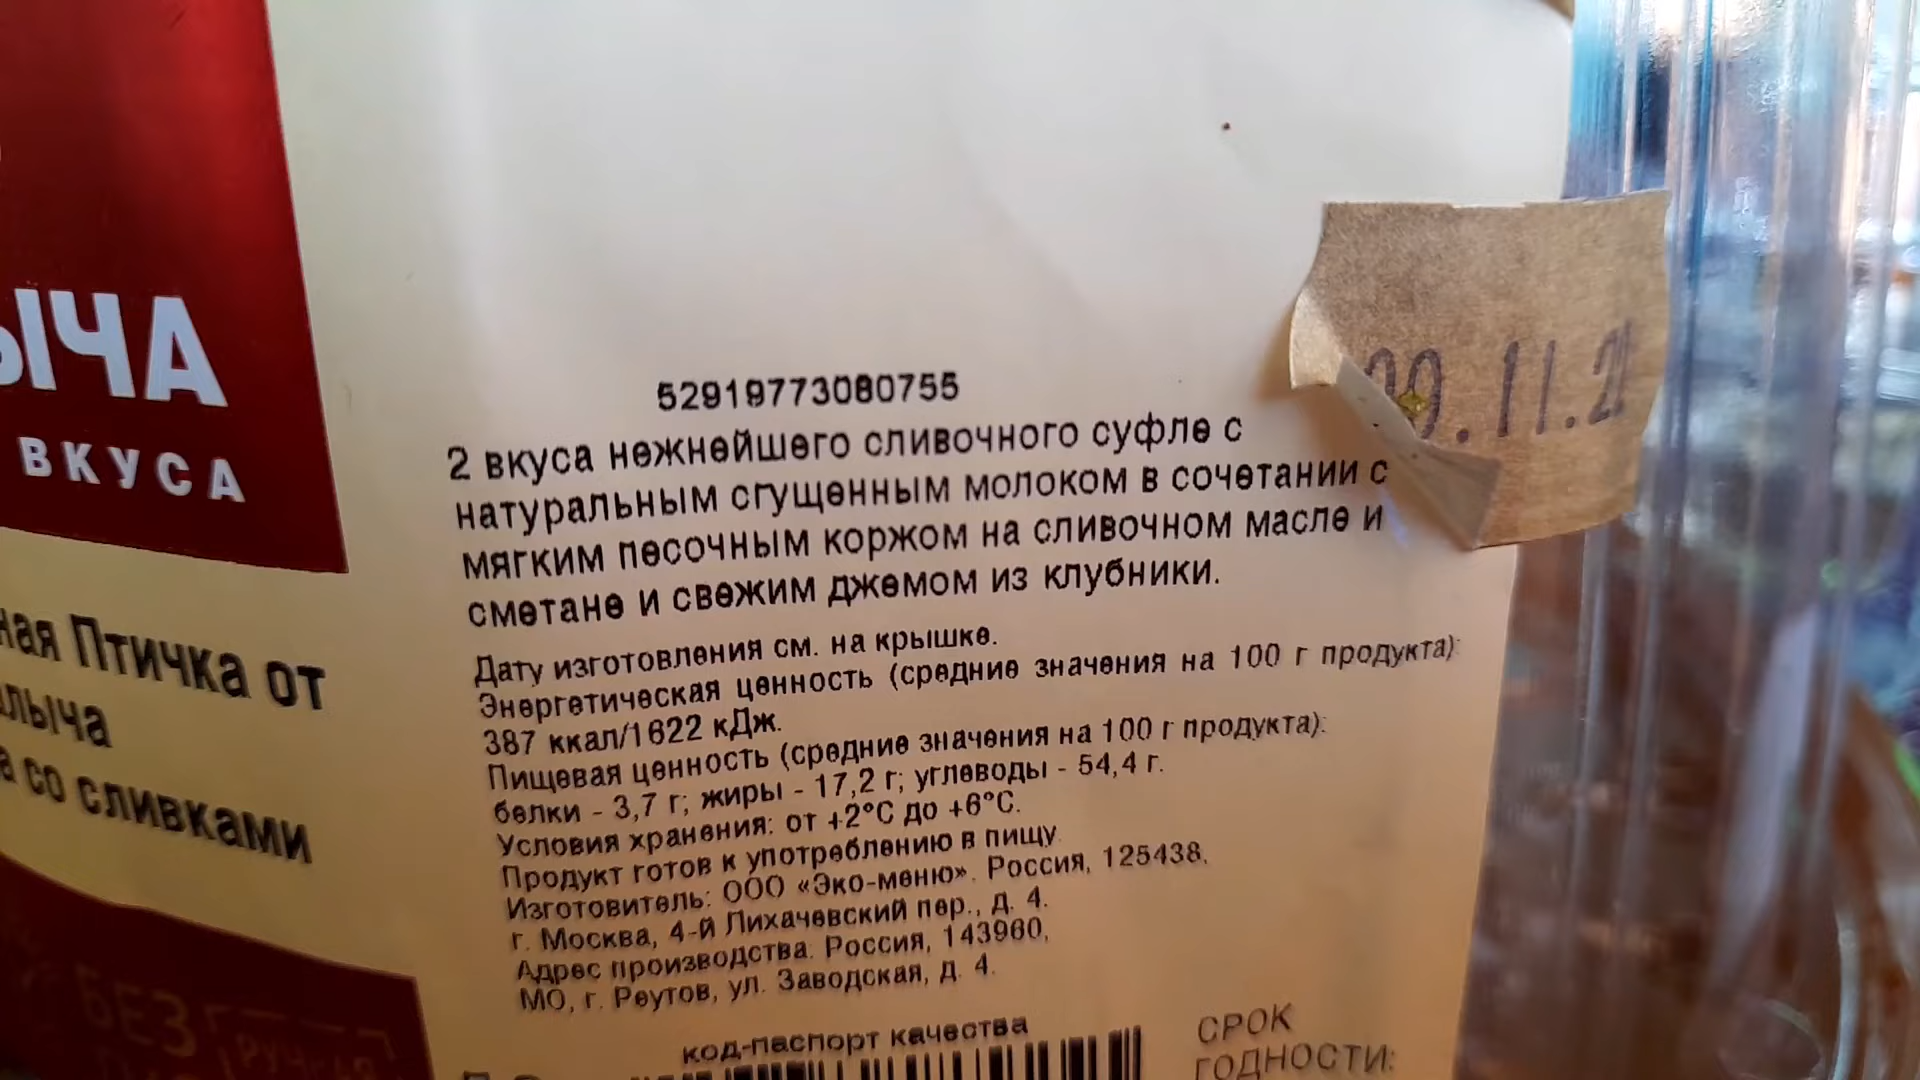 ЫЧА
ВКУСА
ная Птичка от
алыча
а со сливками
БЕЗ
РУЧНАЯ
09.11.21
52919773080755
2 вкуса нежнейшего сливочного суфле с
натуральным сгущенным молоком в сочетании с
мягким песочным коржом на сливочном масле и
сметане и свежим джемом из клубники.
Дату изготовления см. на крышке.
Энергетическая ценность (средние значения на 100 г продукта):
387 ккал/1622 кДж.
Пищевая ценность (средние значения на 100 г продукта):
белки - 3,7 г; жиры - 17,2 г; углеводы - 54,4 г.
Условия хранения: от +2°C до +6°C.
Продукт готов к употреблению в пищу.
Изготовитель: ООО «Эко-меню». Россия, 125438,
г. Москва, 4-й Лихачевский пер., д. 4.
Адрес производства: Россия, 143960,
МО, г. Реутов, ул. Заводская, д. 4.
код-паспорт качества
СРОК
ГОДНОСТИ: